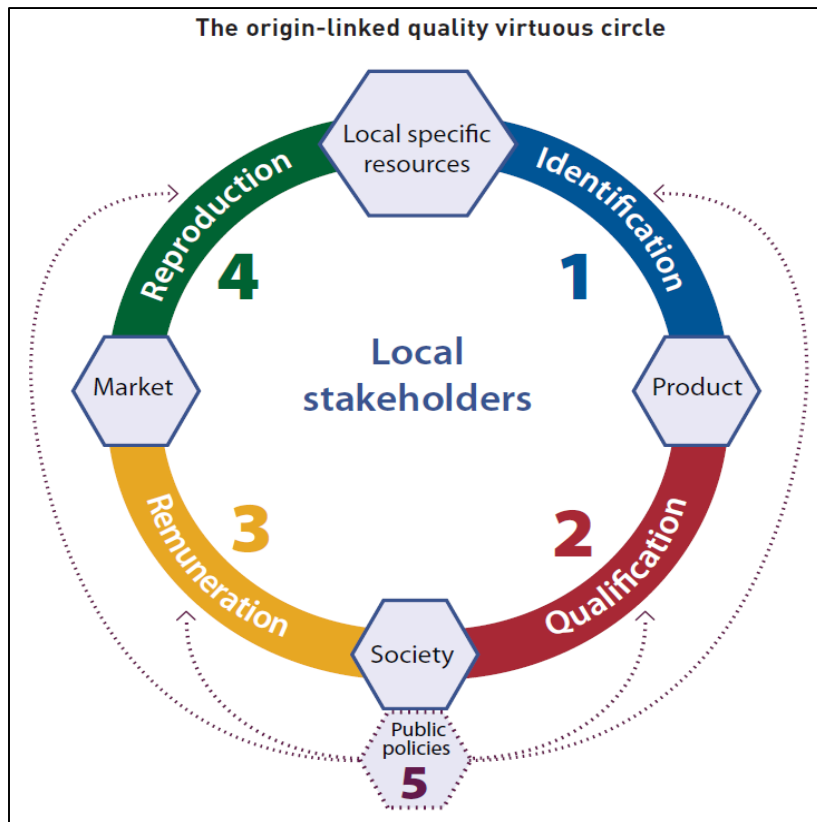 The origin-linked quality virtuous circle
Local specific
resources
Identification
1
Product
Qualification
2
Society
Remuneration
3
Market
Reproduction
4
Local
stakeholders
Public
policies
5